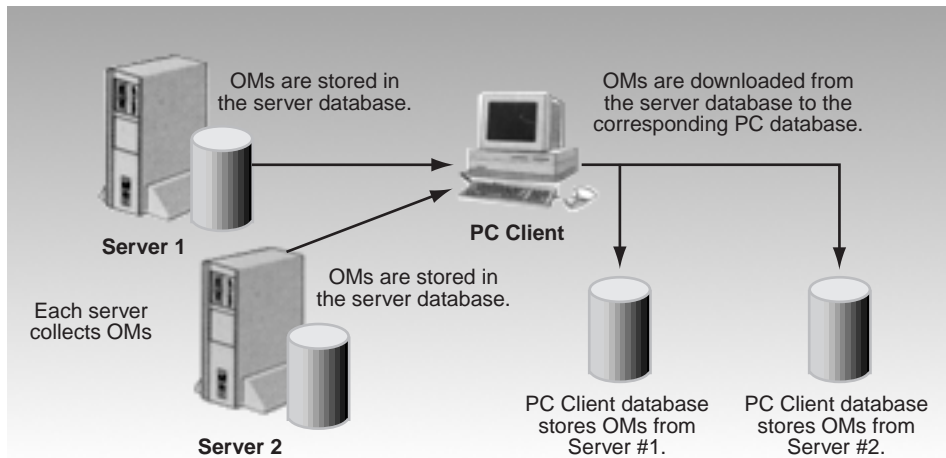 OMs are stored in
the server database.
OMs are downloaded from
the server database to the
corresponding PC database.
Server 1
PC Client
OMs are stored in
the server database.
Each server
collects OMs
Server 2
PC Client database
stores OMs from
Server #1.
PC Client database
stores OMs from
Server #2.